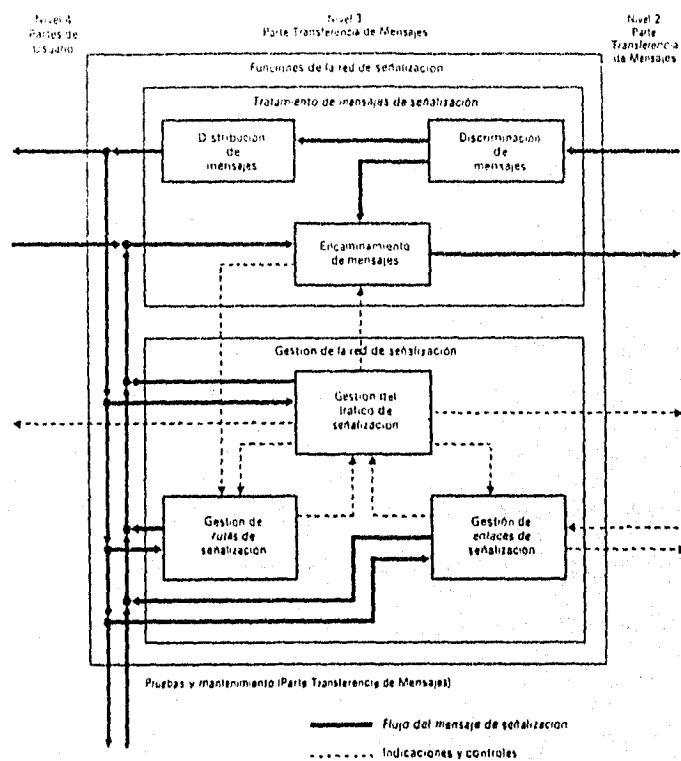 Nivel 4
Partes de
Usuario
Nivel 3
Parte Transferencia de Mensajes
Nivel 2
Parte
Transferencia
de Mensajes
Funciones de la red de señalización
Tratamiento de mensajes de señalización
Distribución
de
mensajes
Discriminación
de
mensajes
Encaminamiento
de mensajes
Gestion de la red de señalización
Gestión del
tráfico de
señalización
Gestión de
rutas de
señalización
Gestión de
enlaces de
señalización
Pruebas y mantenimiento (Parte Transferencia de Mensajes)
Flujo del mensaje de señalización
Indicaciones y controles